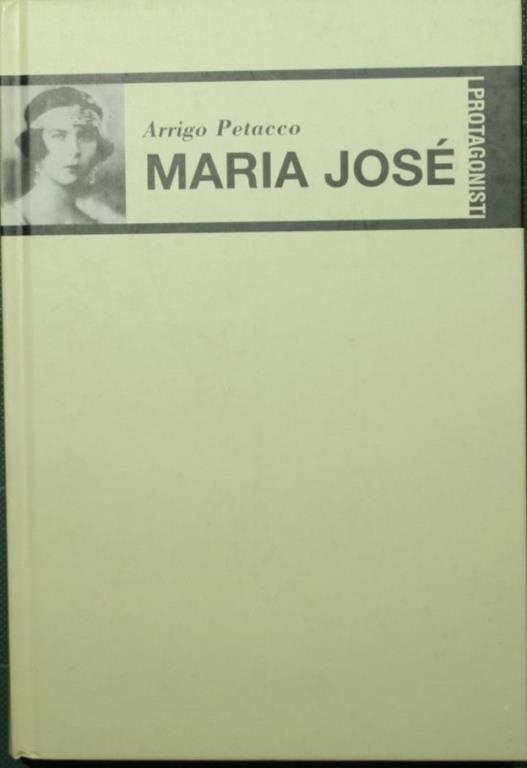 Arrigo Petacco
MARIA JOSÉ
I PROTAGONISTI